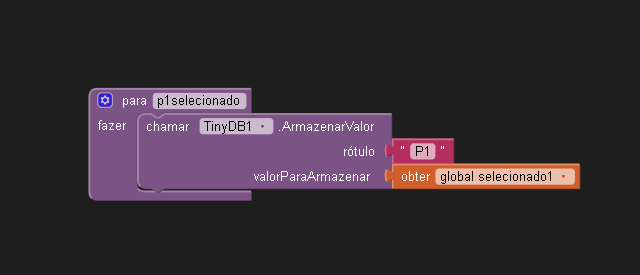 para p1selecionado
fazer chamar TinyDB1 .ArmazenarValor
rótulo " P1 "
valorParaArmazenar obter global selecionado1